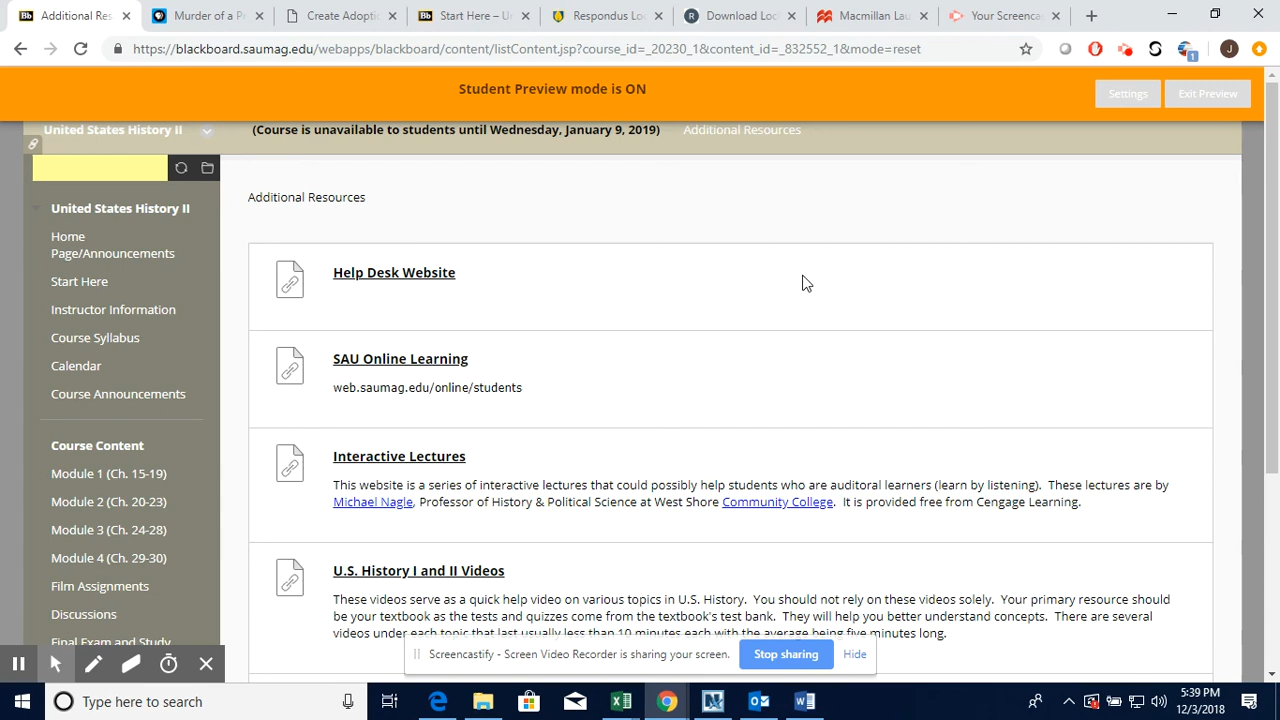 Additional Res
Murder of a P
Create Adopti
Start Here – U
Respondus Lo
Download Loc
Macmillan Lau
Your Screenca
https://blackboard.saumag.edu/webapps/blackboard/content/listContent.jsp?course_id=_20230_1&content_id=_832552_1&mode=reset
Student Preview mode is ON
Settings
Exit Preview
United States History II
(Course is unavailable to students until Wednesday, January 9, 2019)
Additional Resources
United States History II
Home
Page/Announcements
Start Here
Instructor Information
Course Syllabus
Calendar
Course Announcements
Course Content
Module 1 (Ch. 15-19)
Module 2 (Ch. 20-23)
Module 3 (Ch. 24-28)
Module 4 (Ch. 29-30)
Film Assignments
Discussions
Final Exam and Study
Additional Resources
Help Desk Website
SAU Online Learning
web.saumag.edu/online/students
Interactive Lectures
This website is a series of interactive lectures that could possibly help students who are auditoral learners (learn by listening). These lectures are by
Michael Nagle, Professor of History & Political Science at West Shore Community College. It is provided free from Cengage Learning.
U.S. History I and II Videos
These videos serve as a quick help video on various topics in U.S. History. You should not rely on these videos solely. Your primary resource should
be your textbook as the tests and quizzes come from the textbook's test bank. They will help you better understand concepts. There are several
videos under each topic that last usually less than 10 minutes each with the average being five minutes long.
Screencastify - Screen Video Recorder is sharing your screen.
Stop sharing
Hide
Type here to search
5:39 PM
12/3/2018